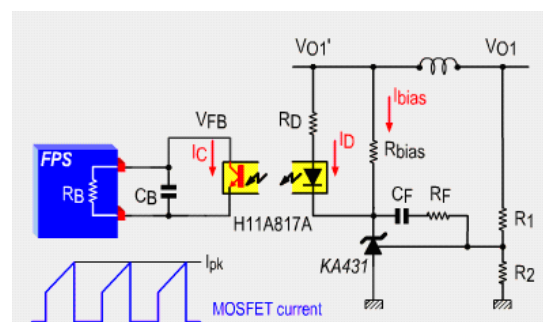 VO1' VO1
Ibias
RD
VFB
IC ID
Rbias
FPS
CF RF
RB CB
H11A817A
R1
KA431
R2
Ipk
MOSFET current